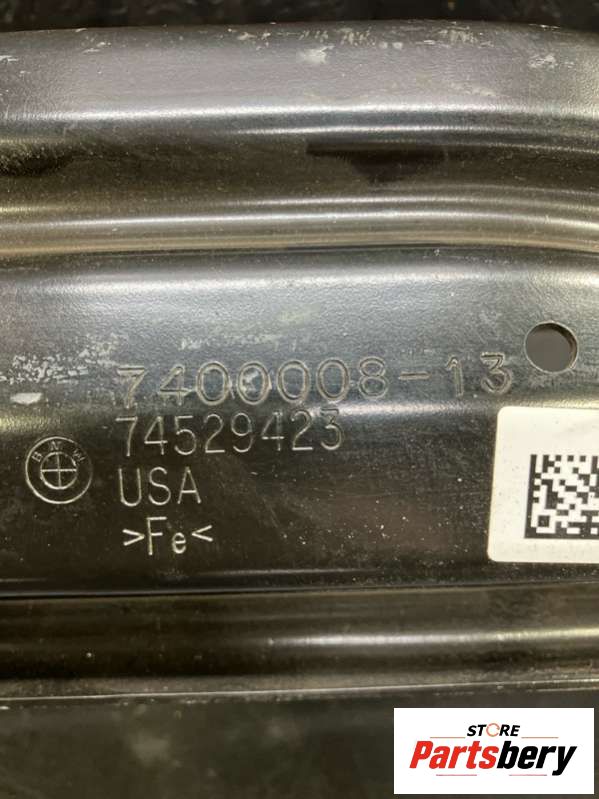 7400008-13
74529423
BMW
USA
>Fe<
STORE
Partsbery